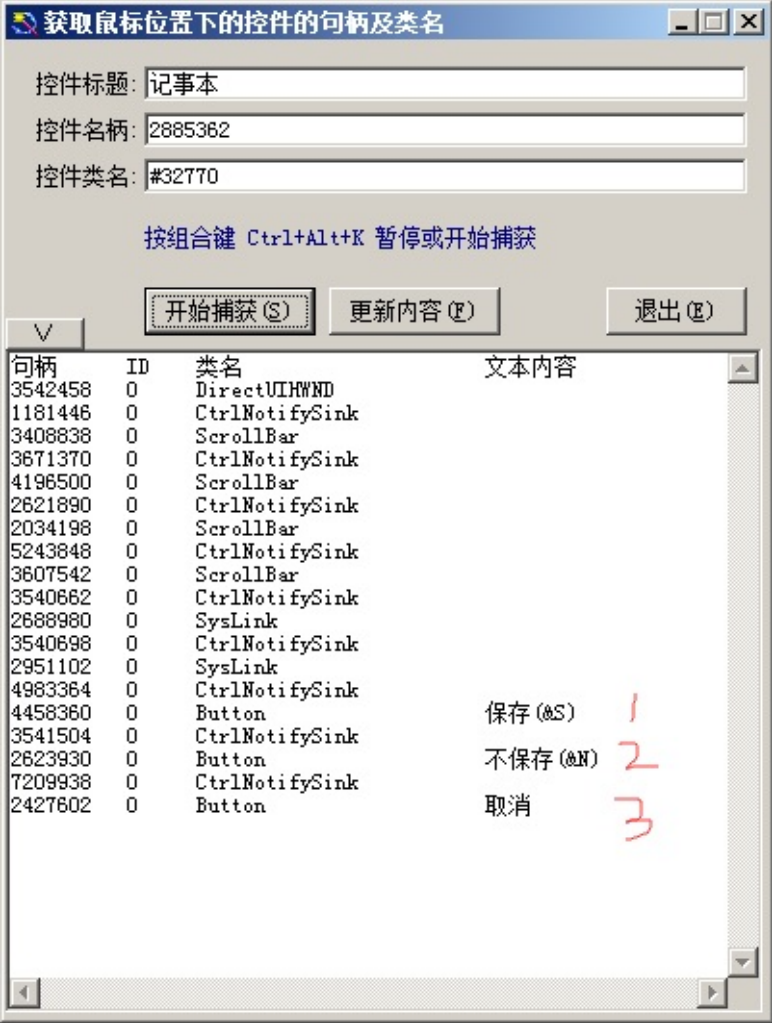 获取鼠标位置下的控件的句柄及类名
控件标题: 记事本
控件名柄: 2885362
控件类名: #32770
按组合键 Ctrl+Alt+K 暂停或开始捕获
开始捕获(S) 更新内容(F) 退出(E)
V
句柄 ID 类名 文本内容
3542458 0 DirectUIHWND
1181446 0 CtrlNotifySink
3408838 0 ScrollBar
3671370 0 CtrlNotifySink
4196500 0 ScrollBar
2621890 0 CtrlNotifySink
2034198 0 ScrollBar
5243848 0 CtrlNotifySink
3607542 0 ScrollBar
3540662 0 CtrlNotifySink
2688980 0 SysLink
3540698 0 CtrlNotifySink
2951102 0 SysLink
4983364 0 CtrlNotifySink
4458360 0 Button 保存(&S) 1
3541504 0 CtrlNotifySink
2623930 0 Button 不保存(&N) 2
7209938 0 CtrlNotifySink
2427602 0 Button 取消 3